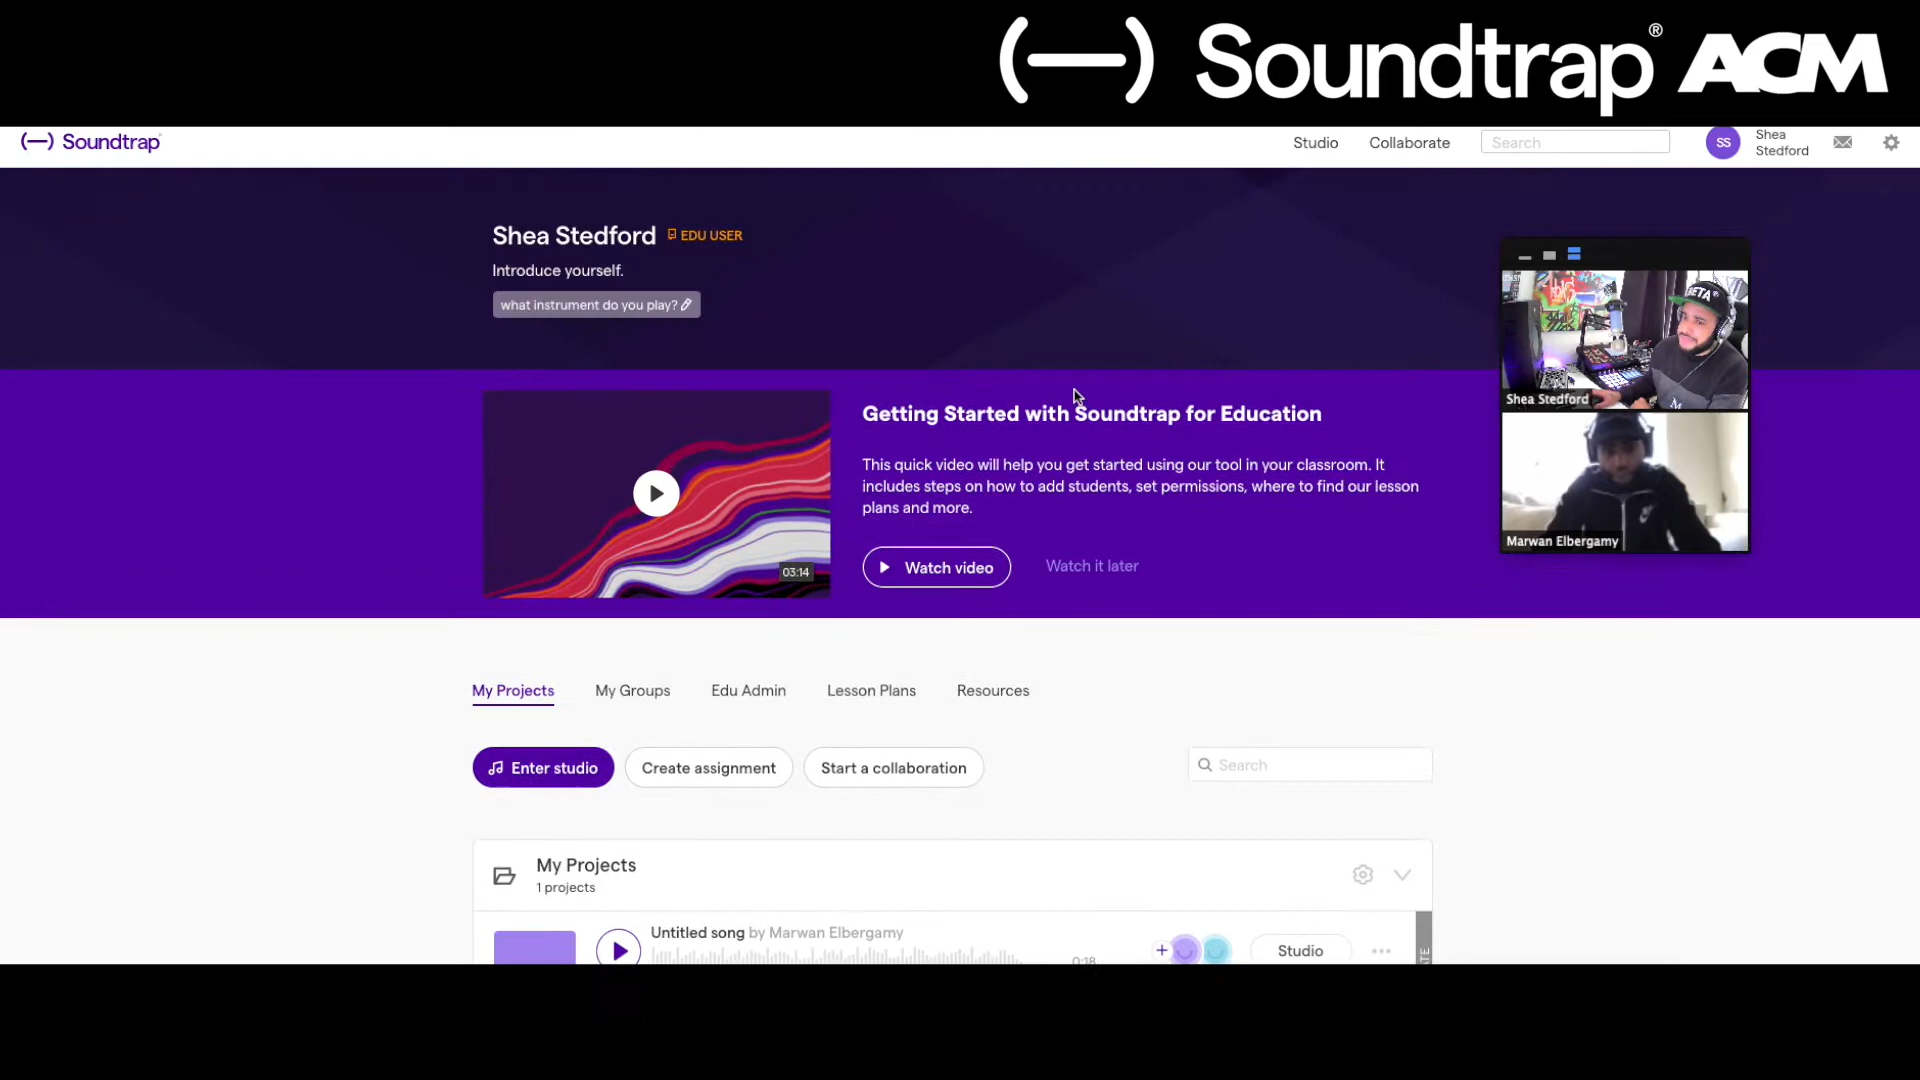 Soundtrap® ACM
Soundtrap
Studio
Collaborate
Search
SS
Shea
Stedford
Shea Stedford
EDU USER
Introduce yourself.
what instrument do you play?
BETA
Shea Stedford
Marwan Elbergamy
03:14
Getting Started with Soundtrap for Education
This quick video will help you get started using our tool in your classroom. It
includes steps on how to add students, set permissions, where to find our lesson
plans and more.
Watch video
Watch it later
My Projects
My Groups
Edu Admin
Lesson Plans
Resources
Enter studio
Create assignment
Start a collaboration
Search
My Projects
1 projects
Untitled song by Marwan Elbergamy
0:18
Studio